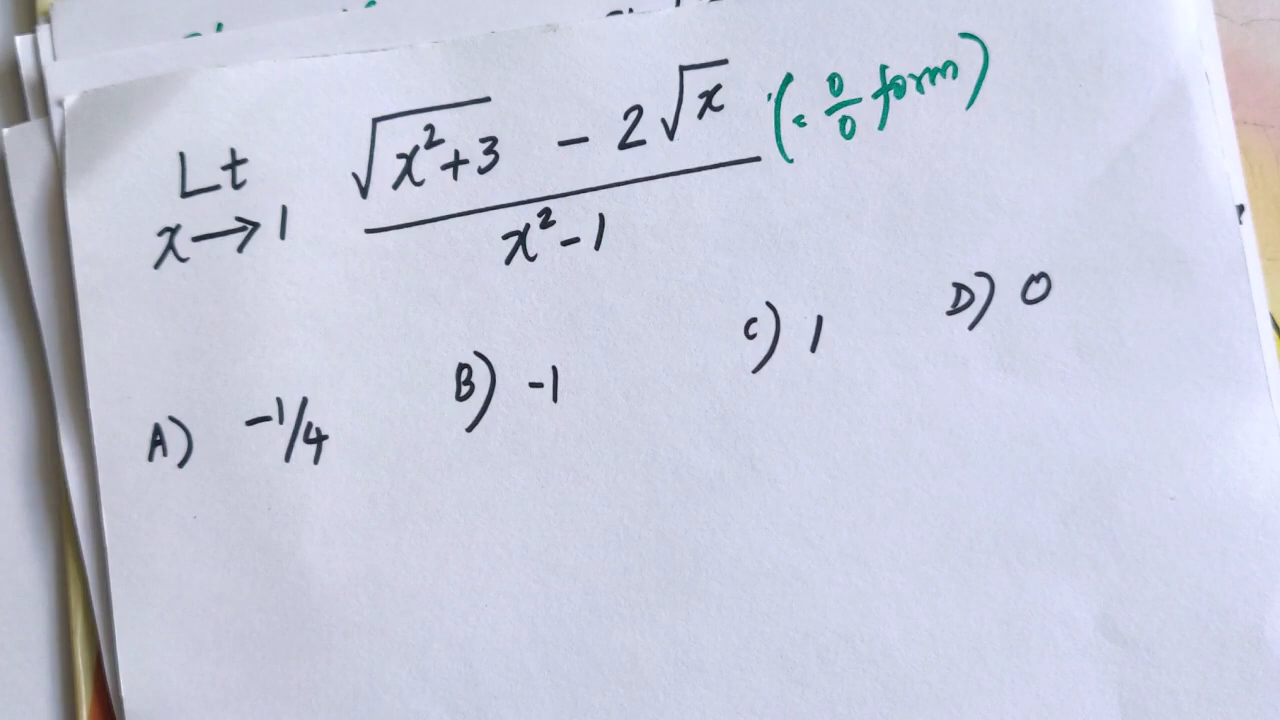 Lt x→1 (√(x²+3) - 2√x)/(x²-1) (∵ 0/0 form)
A) -1/4 B) -1 C) 1 D) 0